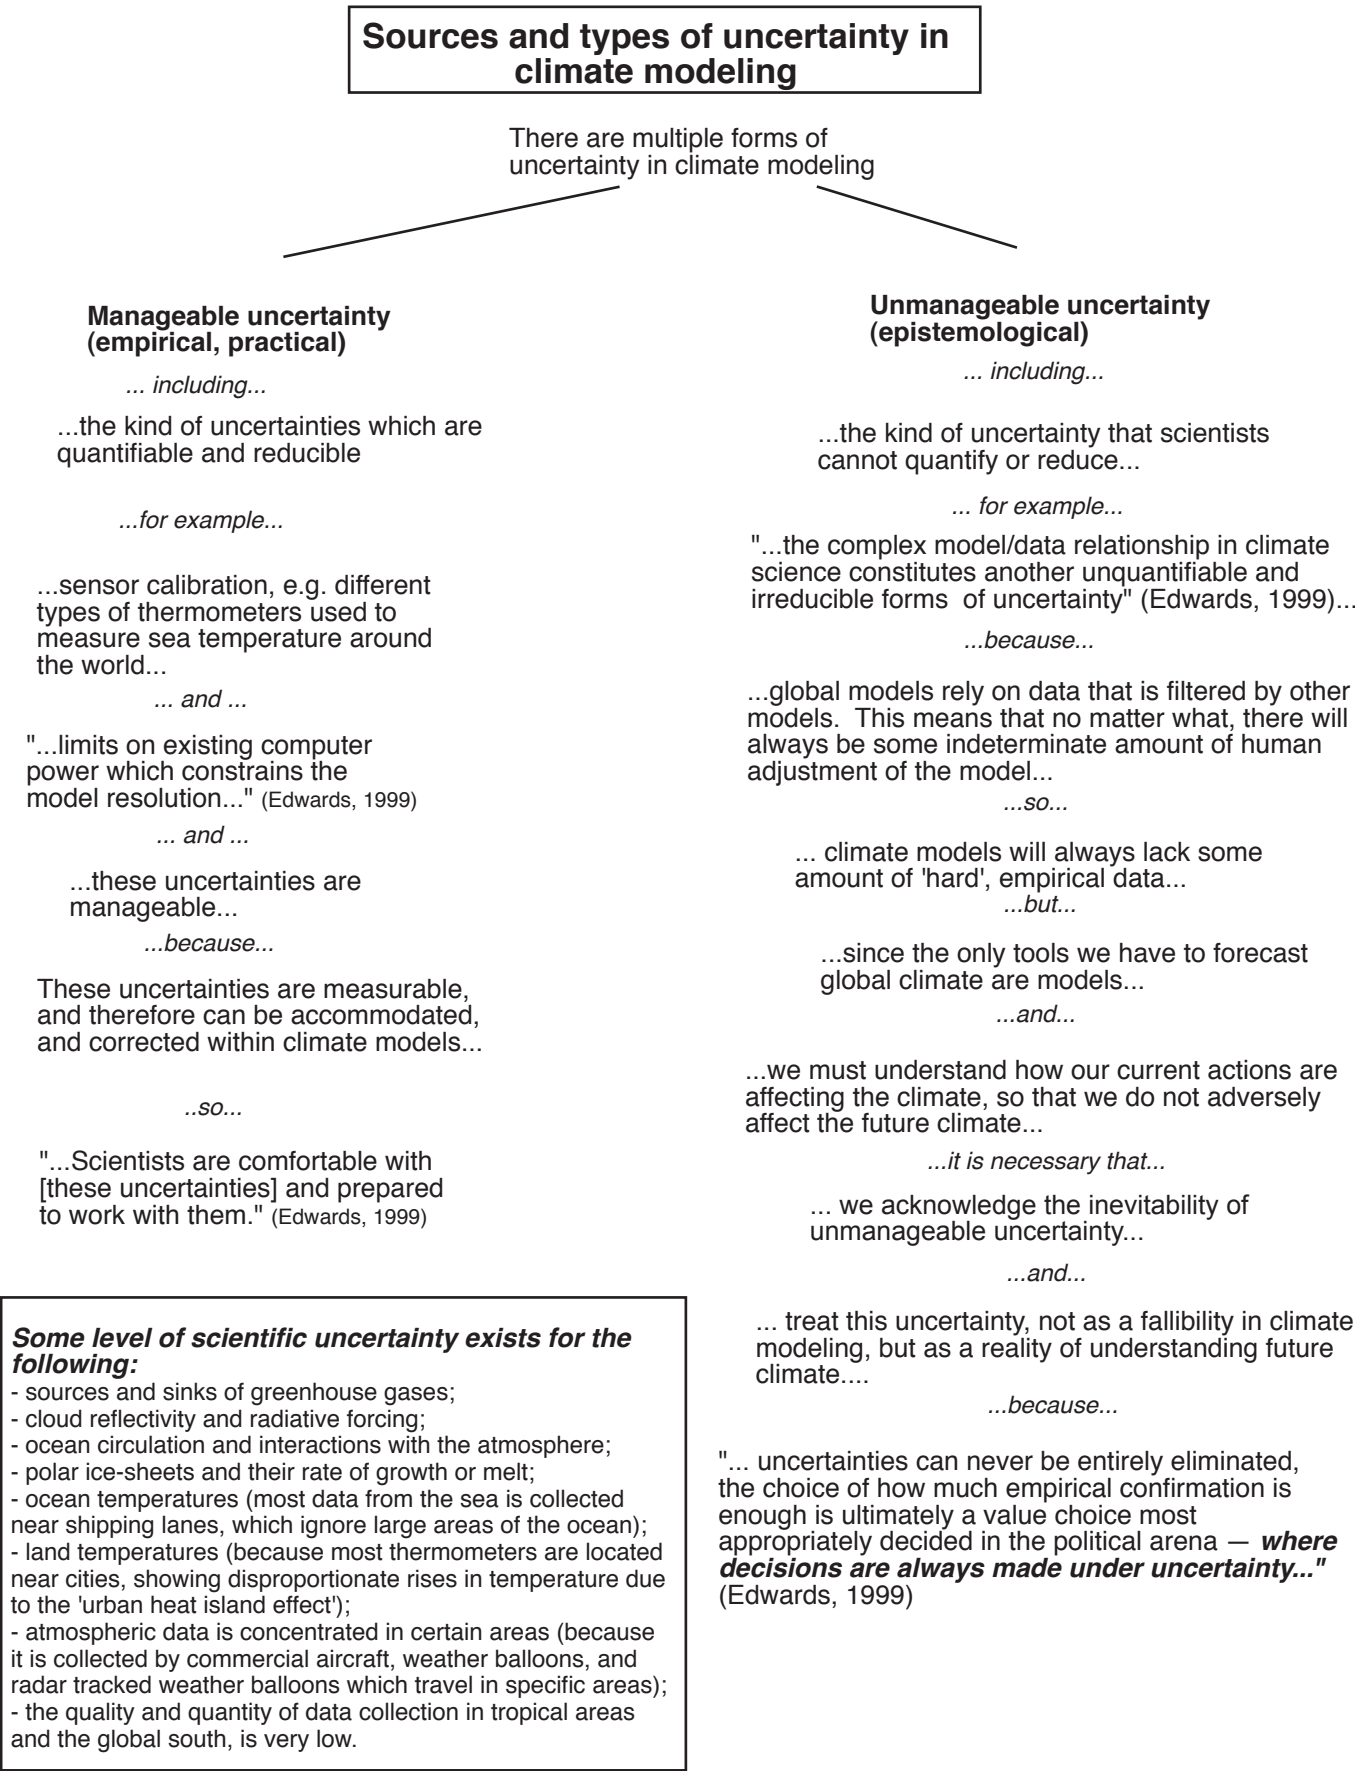 Sources and types of uncertainty in
climate modeling
There are multiple forms of
uncertainty in climate modeling
Manageable uncertainty
(empirical, practical)
... including...
...the kind of uncertainties which are
quantifiable and reducible
...for example...
...sensor calibration, e.g. different
types of thermometers used to
measure sea temperature around
the world...
... and ...
"...limits on existing computer
power which constrains the
model resolution..." (Edwards, 1999)
... and ...
...these uncertainties are
manageable...
...because...
These uncertainties are measurable,
and therefore can be accommodated,
and corrected within climate models...
..so...
"...Scientists are comfortable with
[these uncertainties] and prepared
to work with them." (Edwards, 1999)
Some level of scientific uncertainty exists for the
following:
- sources and sinks of greenhouse gases;
- cloud reflectivity and radiative forcing;
- ocean circulation and interactions with the atmosphere;
- polar ice-sheets and their rate of growth or melt;
- ocean temperatures (most data from the sea is collected
near shipping lanes, which ignore large areas of the ocean);
- land temperatures (because most thermometers are located
near cities, showing disproportionate rises in temperature due
to the 'urban heat island effect');
- atmospheric data is concentrated in certain areas (because
it is collected by commercial aircraft, weather balloons, and
radar tracked weather balloons which travel in specific areas);
- the quality and quantity of data collection in tropical areas
and the global south, is very low.
Unmanageable uncertainty
(epistemological)
... including...
...the kind of uncertainty that scientists
cannot quantify or reduce...
... for example...
"...the complex model/data relationship in climate
science constitutes another unquantifiable and
irreducible forms of uncertainty" (Edwards, 1999)...
...because...
...global models rely on data that is filtered by other
models. This means that no matter what, there will
always be some indeterminate amount of human
adjustment of the model...
...so...
... climate models will always lack some
amount of 'hard', empirical data...
...but...
...since the only tools we have to forecast
global climate are models...
...and...
...we must understand how our current actions are
affecting the climate, so that we do not adversely
affect the future climate...
...it is necessary that...
... we acknowledge the inevitability of
unmanageable uncertainty...
...and...
... treat this uncertainty, not as a fallibility in climate
modeling, but as a reality of understanding future
climate....
...because...
"... uncertainties can never be entirely eliminated,
the choice of how much empirical confirmation is
enough is ultimately a value choice most
appropriately decided in the political arena — where
decisions are always made under uncertainty..."
(Edwards, 1999)